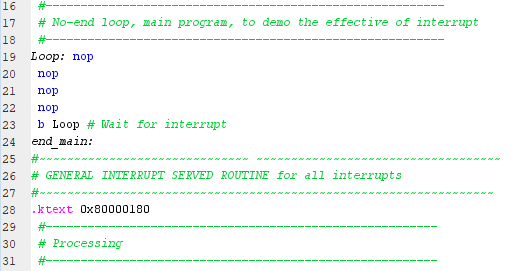 16 #---------------------------------------------------------
17 # No-end loop, main program, to demo the effective of interrupt
18 #---------------------------------------------------------
19 Loop: nop
20 nop
21 nop
22 nop
23 b Loop # Wait for interrupt
24 end_main:
25 #------------------------------ -----------------------------------
26 # GENERAL INTERRUPT SERVED ROUTINE for all interrupts
27 #-----------------------------------------------------------------
28 .ktext 0x80000180
29 #--------------------------------------------------------
30 # Processing
31 #--------------------------------------------------------